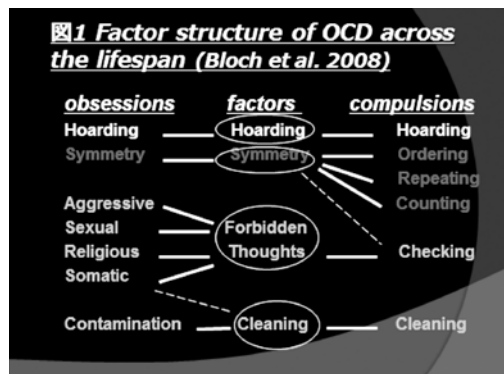 図1 Factor structure of OCD across
the lifespan (Bloch et al. 2008)
obsessions factors compulsions
Hoarding Hoarding Hoarding
Symmetry Symmetry Ordering
Repeating
Aggressive Counting
Sexual Forbidden
Religious Thoughts Checking
Somatic
Contamination Cleaning Cleaning